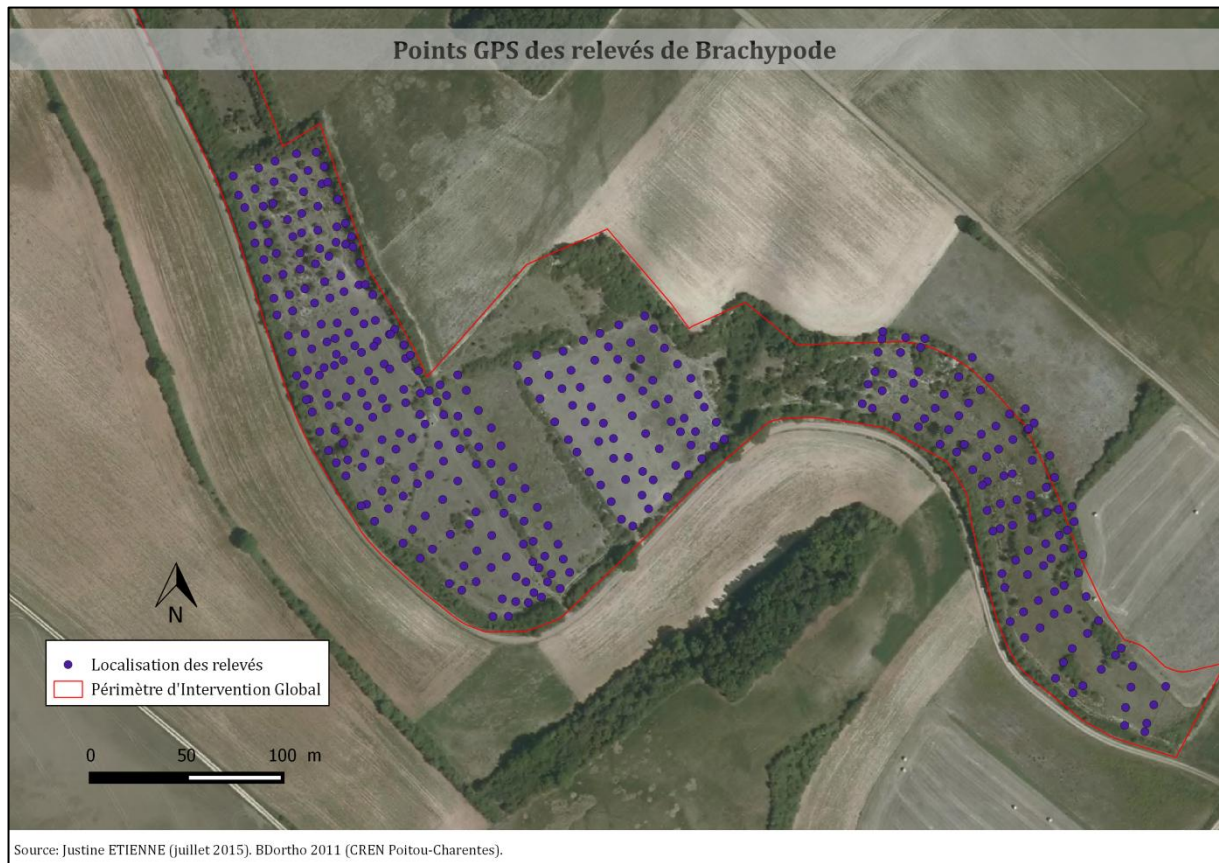 Points GPS des relevés de Brachypode
N
Localisation des relevés
Périmètre d'Intervention Global
0 50 100 m
Source: Justine ETIENNE (juillet 2015). BDortho 2011 (CREN Poitou-Charentes).